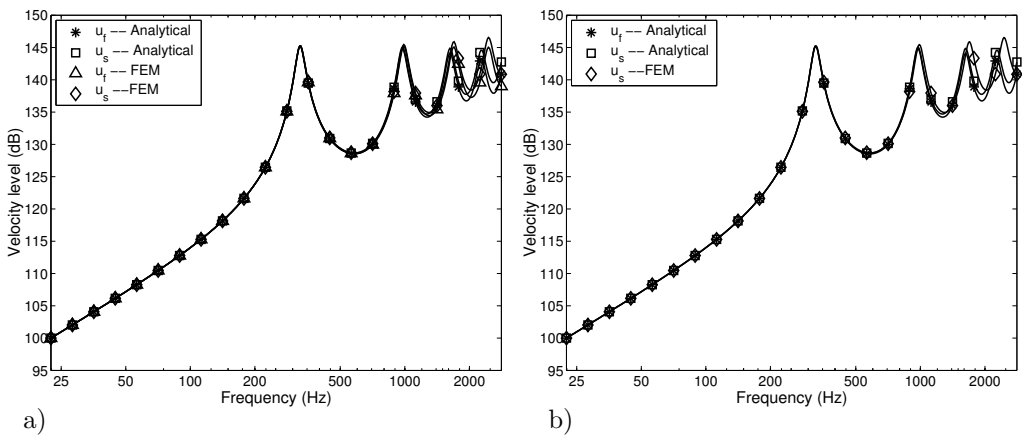 150
145
140
135
130
125
120
115
110
105
100
95
Velocity level (dB)
u_f −− Analytical
u_s −− Analytical
u_f −− FEM
u_s −−FEM
25 50 100 200 500 1000 2000
Frequency (Hz)
a)
150
145
140
135
130
125
120
115
110
105
100
95
Velocity level (dB)
u_f −− Analytical
u_s −− Analytical
u_s −−FEM
25 50 100 200 500 1000 2000
Frequency (Hz)
b)